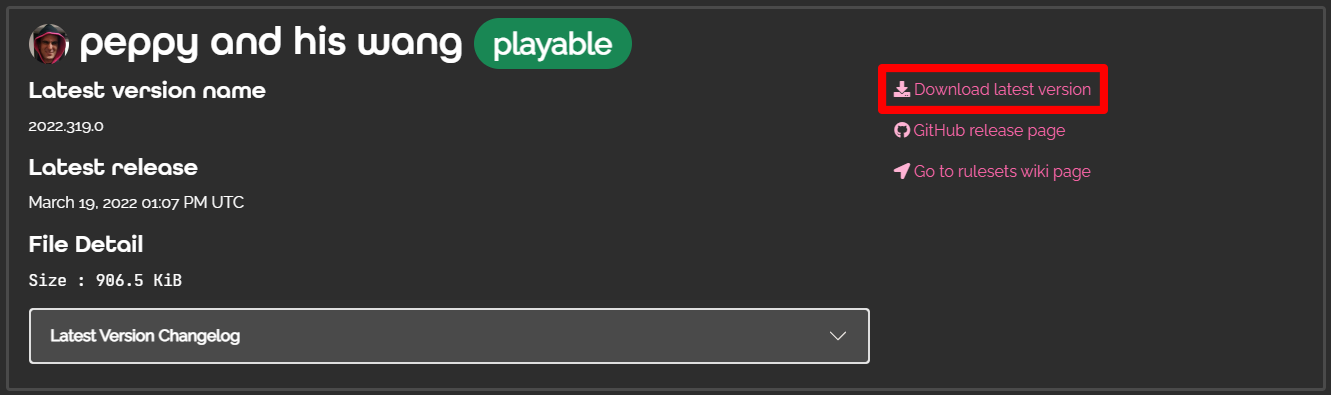 peppy and his wang playable
Latest version name
2022.319.0
Latest release
March 19, 2022 01:07 PM UTC
File Detail
Size : 906.5 KiB
Latest Version Changelog
Download latest version
GitHub release page
Go to rulesets wiki page